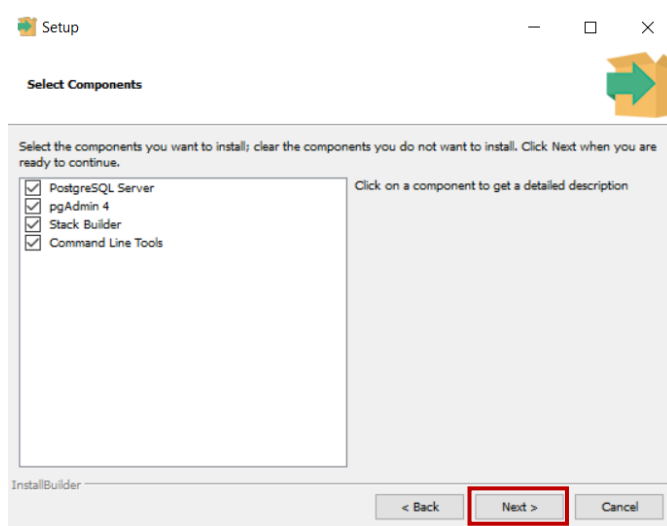 Setup
Select Components
Select the components you want to install; clear the components you do not want to install. Click Next when you are
ready to continue.
PostgreSQL Server
pgAdmin 4
Stack Builder
Command Line Tools
Click on a component to get a detailed description
InstallBuilder
< Back
Next >
Cancel